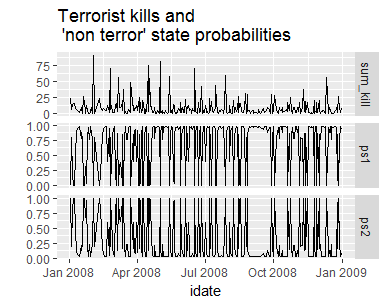 Terrorist kills and
'non terror' state probabilities
75
50
25
0
sum_kill
1.00
0.75
0.50
0.25
0.00
ps1
1.00
0.75
0.50
0.25
0.00
ps2
Jan 2008 Apr 2008 Jul 2008 Oct 2008 Jan 2009
idate